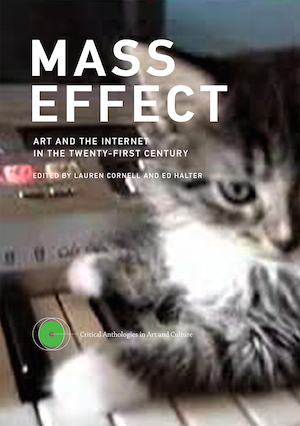 MASS
EFFECT
ART AND THE INTERNET
IN THE TWENTY-FIRST CENTURY
EDITED BY LAUREN CORNELL AND ED HALTER
Critical Anthologies in Art and Culture